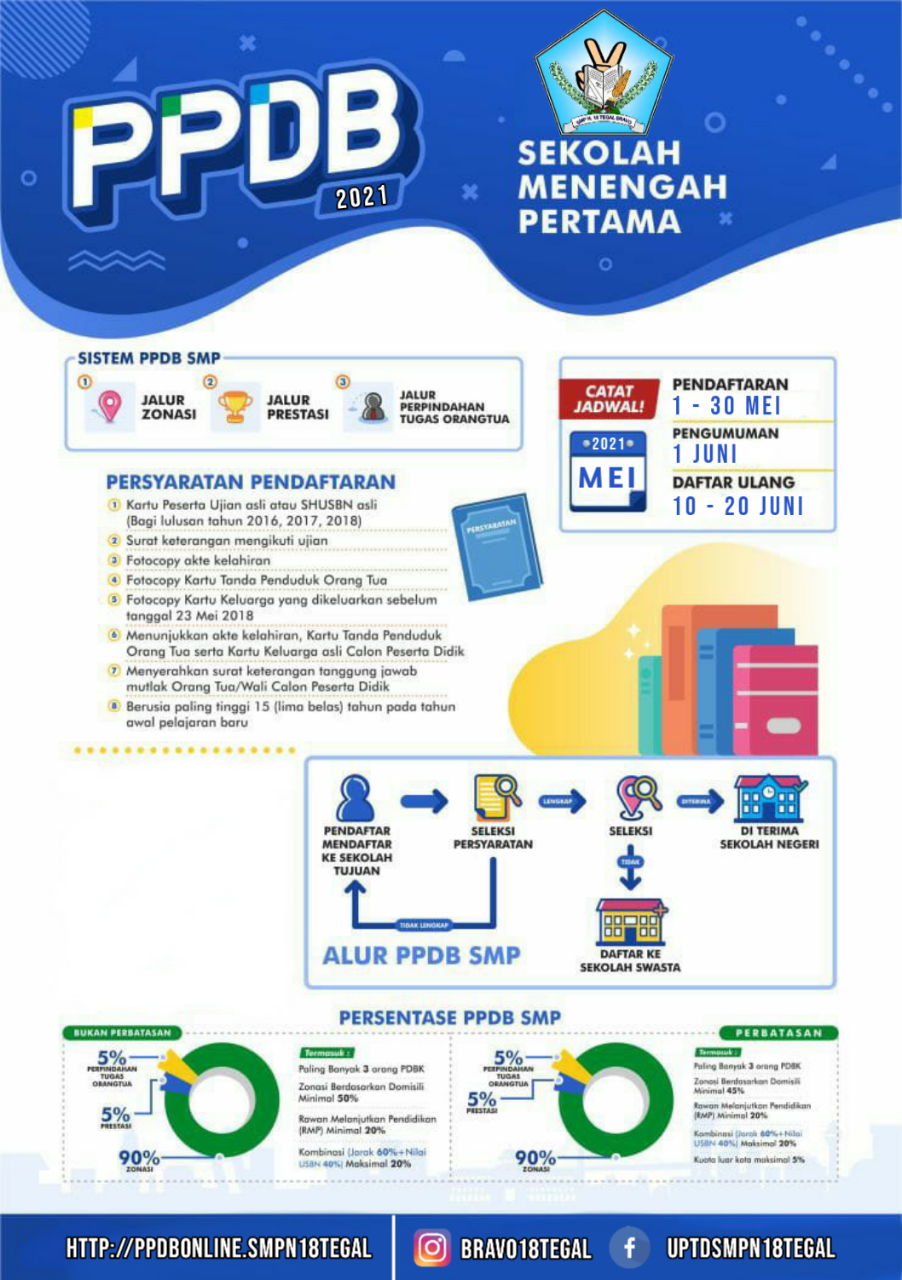 PPDB
2021
SMP N. 18 TEGAL BRAVO
SEKOLAH
MENENGAH
PERTAMA
SISTEM PPDB SMP
1
JALUR
ZONASI
2
JALUR
PRESTASI
3
JALUR
PERPINDAHAN
TUGAS ORANGTUA
CATAT
JADWAL!
2021
MEI
PENDAFTARAN
1 - 30 MEI
PENGUMUMAN
1 JUNI
DAFTAR ULANG
10 - 20 JUNI
PERSYARATAN PENDAFTARAN
1 Kartu Peserta Ujian asli atau SHUSBN asli
(Bagi lulusan tahun 2016, 2017, 2018)
2 Surat keterangan mengikuti ujian
3 Fotocopy akte kelahiran
4 Fotocopy Kartu Tanda Penduduk Orang Tua
5 Fotocopy Kartu Keluarga yang dikeluarkan sebelum
tanggal 23 Mei 2018
6 Menunjukkan akte kelahiran, Kartu Tanda Penduduk
Orang Tua serta Kartu Keluarga asli Calon Peserta Didik
7 Menyerahkan surat keterangan tanggung jawab
mutlak Orang Tua/Wali Calon Peserta Didik
8 Berusia paling tinggi 15 (lima belas) tahun pada tahun
awal pelajaran baru
PERSYARATAN
PENDAFTAR
MENDAFTAR
KE SEKOLAH
TUJUAN
SELEKSI
PERSYARATAN
LENGKAP
SELEKSI
DITERIMA
DI TERIMA
SEKOLAH NEGERI
TIDAK
TIDAK LENGKAP
DAFTAR KE
SEKOLAH SWASTA
ALUR PPDB SMP
PERSENTASE PPDB SMP
BUKAN PERBATASAN
5%
PERPINDAHAN
TUGAS
ORANGTUA
5%
PRESTASI
90%
ZONASI
Termasuk :
Paling Banyak 3 orang PDBK
Zonasi Berdasarkan Domisili
Minimal 50%
Rawan Melanjutkan Pendidikan
(RMP) Minimal 20%
Kombinasi (Jarak 60%+Nilai
USBN 40%) Maksimal 20%
PERBATASAN
5%
PERPINDAHAN
TUGAS
ORANGTUA
5%
PRESTASI
90%
ZONASI
Termasuk :
Paling Banyak 3 orang PDBK
Zonasi Berdasarkan Domisili
Minimal 45%
Rawan Melanjutkan Pendidikan
(RMP) Minimal 20%
Kombinasi (Jarak 60%+Nilai
USBN 40%) Maksimal 20%
Kuota luar kota maksimal 5%
HTTP://PPDBONLINE.SMPN18TEGAL
BRAVO18TEGAL
UPTDSMPN18TEGAL